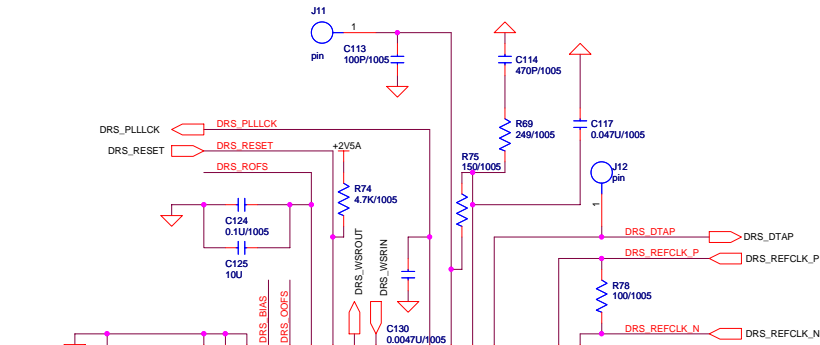 J11
1
pin
C113
100P/1005
C114
470P/1005
R69
249/1005
C117
0.047U/1005
DRS_PLLLCK
DRS_PLLLCK
DRS_RESET
DRS_RESET
+2V5A
DRS_ROFS
R75
150/1005
J12
pin
1
R74
4.7K/1005
C124
0.1U/1005
C125
10U
DRS_WSROUT
DRS_WSRIN
DRS_DTAP
DRS_DTAP
DRS_REFCLK_P
DRS_REFCLK_P
R78
100/1005
DRS_BIAS
DRS_OOFS
C130
0.0047U/1005
DRS_REFCLK_N
DRS_REFCLK_N